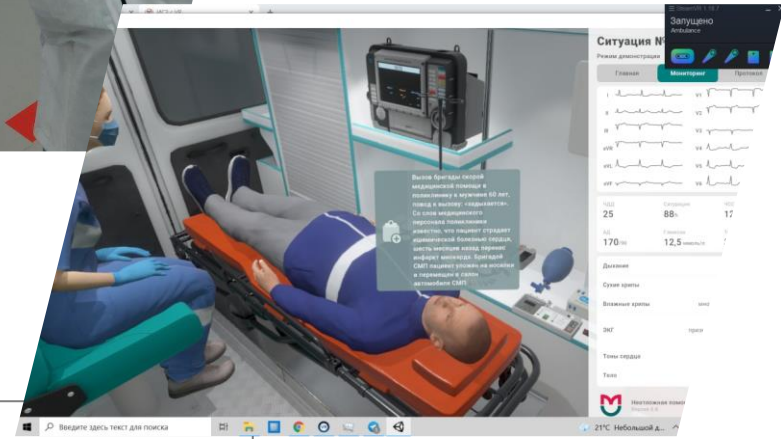 SteamVR 1.19.7
Запущено
Ambulance
Ситуация №
Режим демонстрации
Главная
Мониторинг
Протокол
I
V1
II
V2
III
V3
aVR
V4
aVL
V5
aVF
V6
Вызов бригады скорой
медицинской помощи в
поликлинику к мужчине 60 лет,
повод к вызову: «задыхается».
Со слов медицинского
персонала поликлиники
известно, что пациент страдает
ишемической болезнью сердца,
шесть месяцев назад перенес
инфаркт миокарда. Бригадой
СМП пациент уложен на носилки
и перемещен в салон
автомобиля СМП.
ЧДД
Сатурация
25
88
АД
Глюкоза
170
12,5 ммоль/л
Дыхание
Сухие хрипы
Влажные хрипы
ЭКГ
Тоны сердца
Тело
Неотложная помо
Введите здесь текст для поиска
21°C Небольшой д...